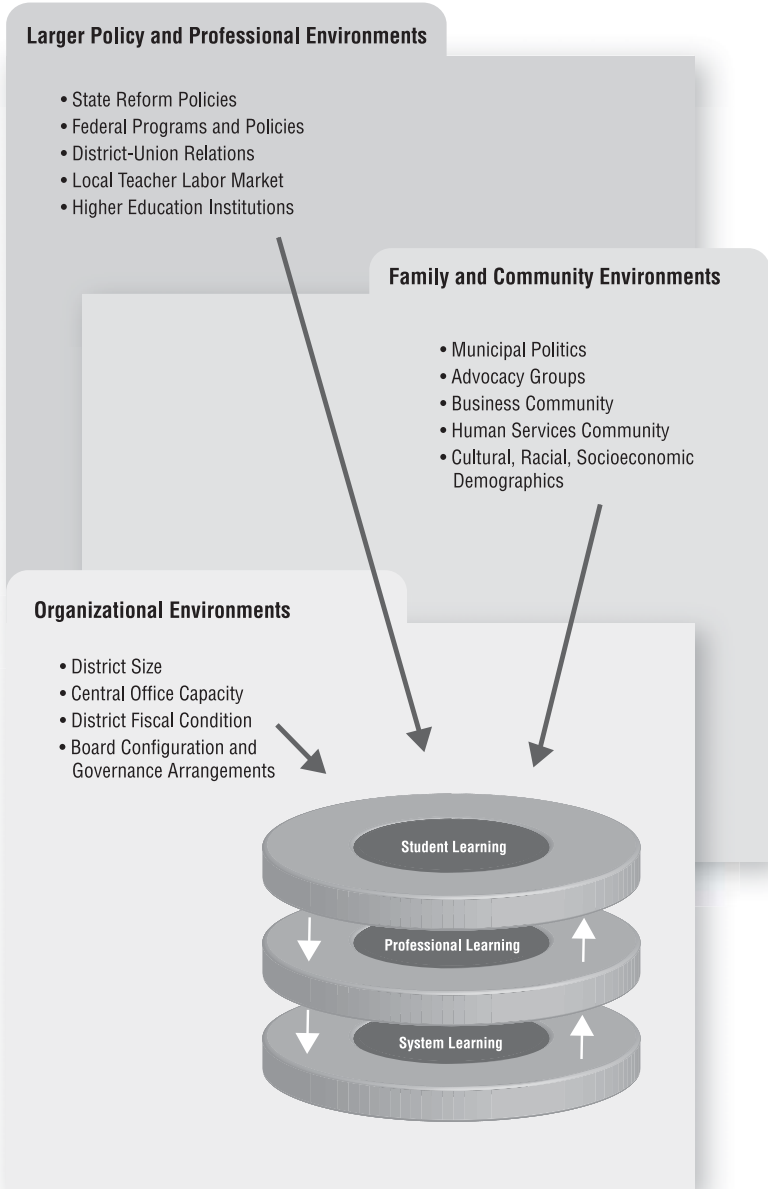 Larger Policy and Professional Environments
• State Reform Policies
• Federal Programs and Policies
• District-Union Relations
• Local Teacher Labor Market
• Higher Education Institutions
Family and Community Environments
• Municipal Politics
• Advocacy Groups
• Business Community
• Human Services Community
• Cultural, Racial, Socioeconomic
Demographics
Organizational Environments
• District Size
• Central Office Capacity
• District Fiscal Condition
• Board Configuration and
Governance Arrangements
Student Learning
Professional Learning
System Learning